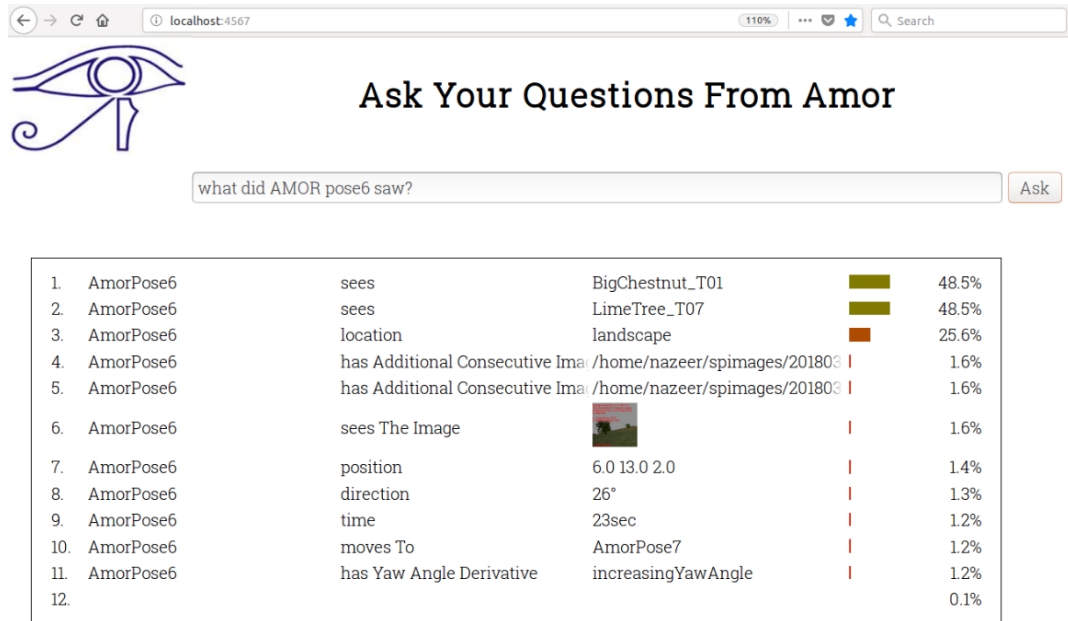 localhost:4567 110% Search
Ask Your Questions From Amor
what did AMOR pose6 saw? Ask
1. AmorPose6 sees BigChestnut_T01 48.5%
2. AmorPose6 sees LimeTree_T07 48.5%
3. AmorPose6 location landscape 25.6%
4. AmorPose6 has Additional Consecutive Ima /home/nazeer/spimages/201803 1.6%
5. AmorPose6 has Additional Consecutive Ima /home/nazeer/spimages/201803 1.6%
6. AmorPose6 sees The Image 1.6%
7. AmorPose6 position 6.0 13.0 2.0 1.4%
8. AmorPose6 direction 26° 1.3%
9. AmorPose6 time 23sec 1.2%
10. AmorPose6 moves To AmorPose7 1.2%
11. AmorPose6 has Yaw Angle Derivative increasingYawAngle 1.2%
12. 0.1%